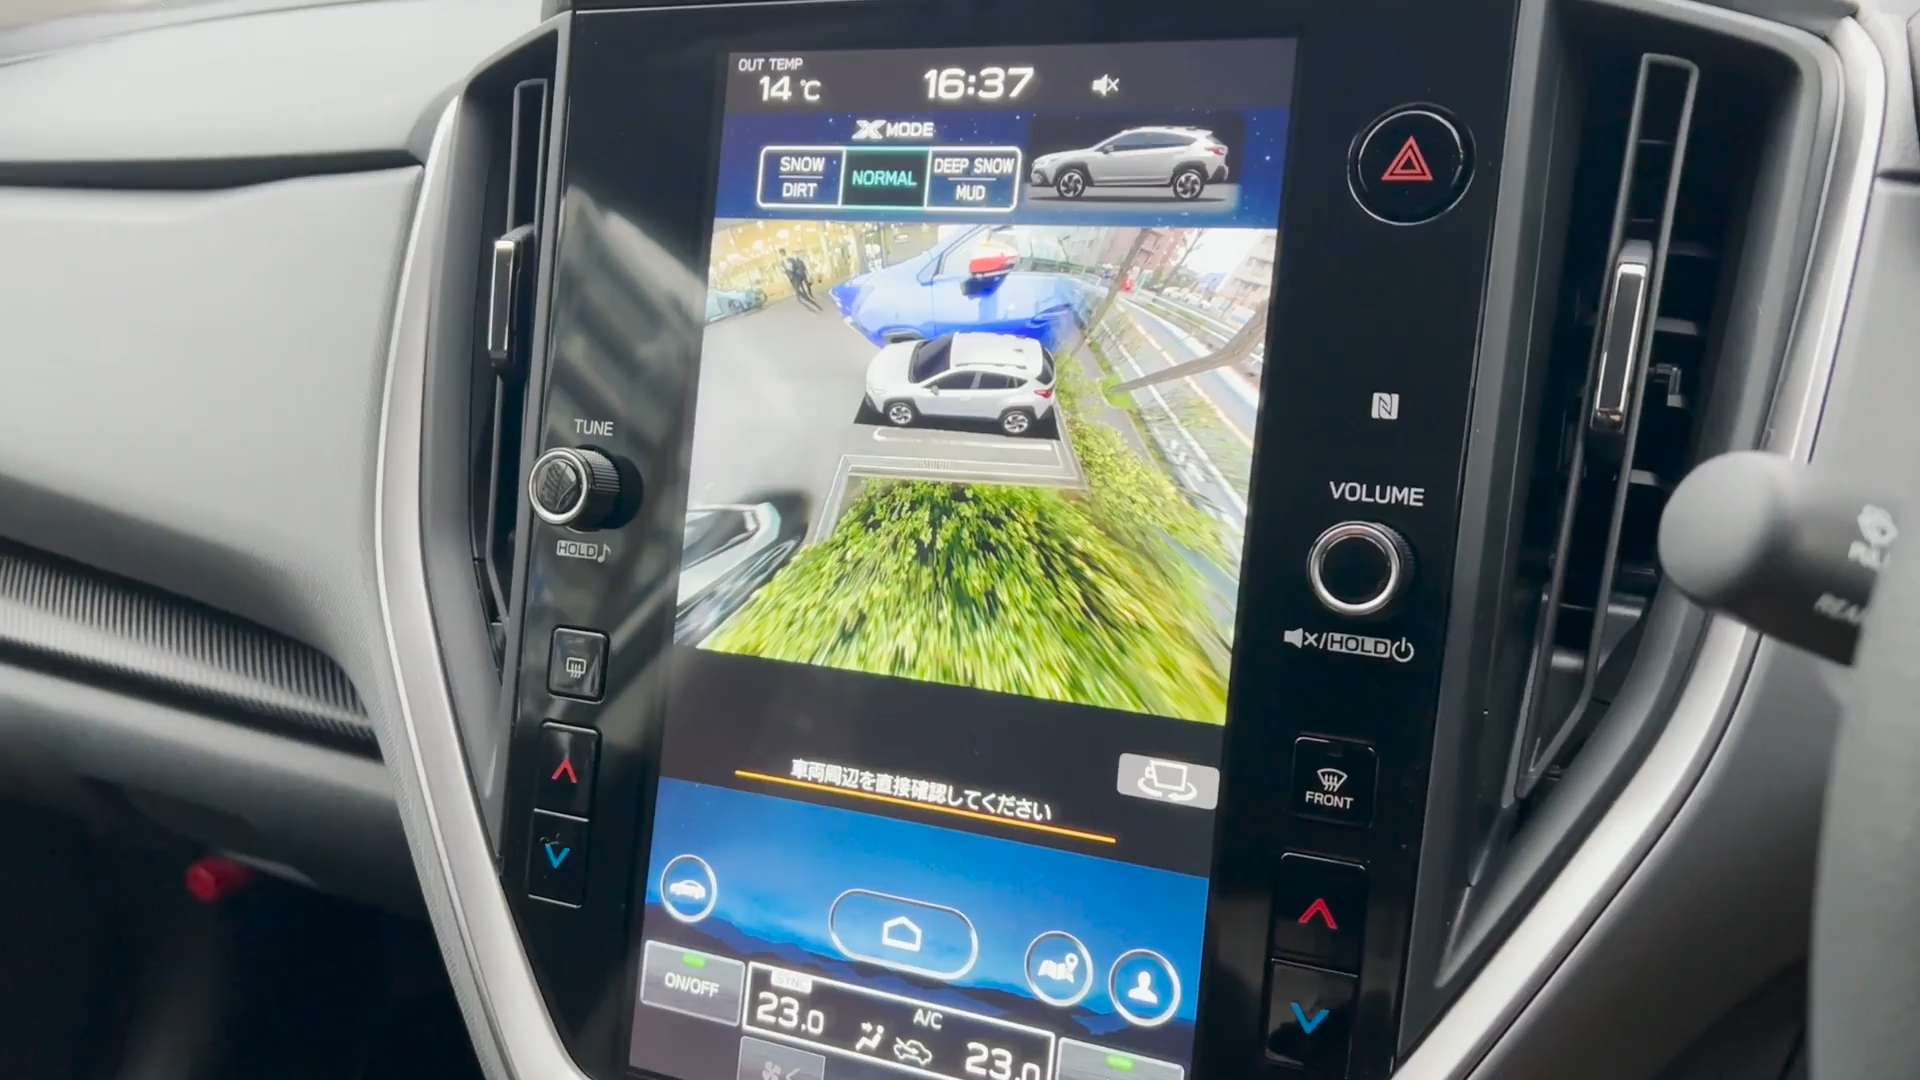 OUT TEMP
14 ℃
16:37
X MODE
SNOW
DIRT
NORMAL
DEEP SNOW
MUD
TUNE
HOLD♪
VOLUME
/HOLD
FRONT
車両周辺を直接確認してください
ON/OFF
SYNC
23.0
A/C
23.0